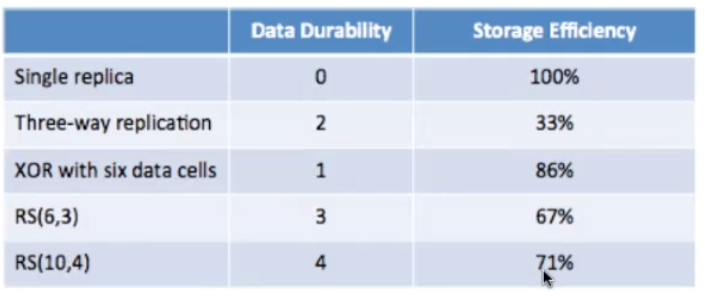 Data Durability Storage Efficiency
Single replica 0 100%
Three-way replication 2 33%
XOR with six data cells 1 86%
RS(6,3) 3 67%
RS(10,4) 4 71%